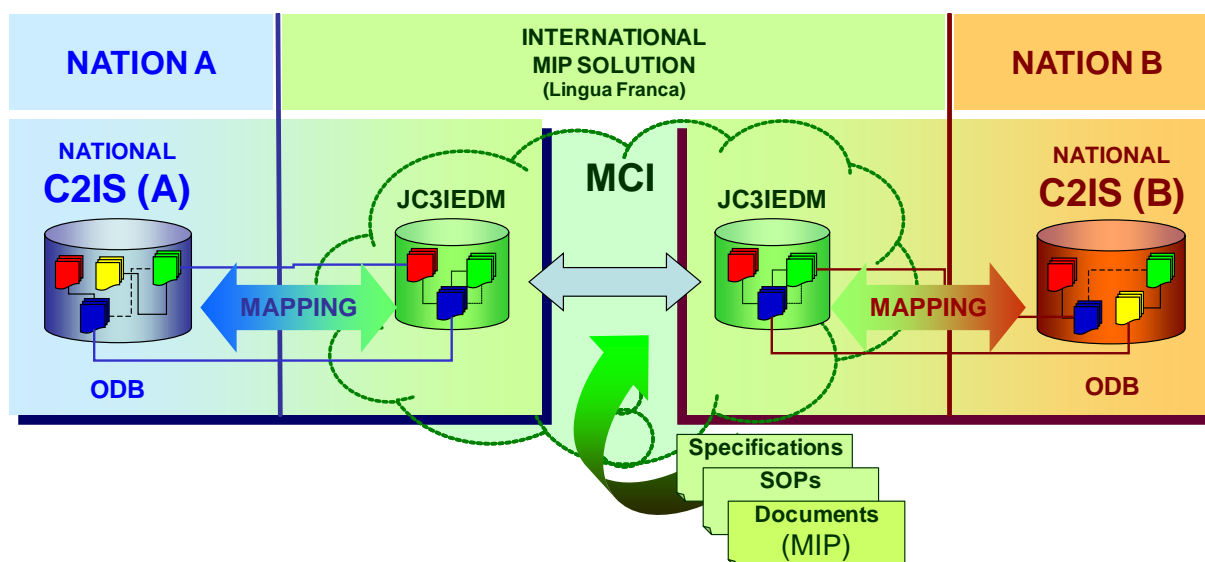 NATION A
INTERNATIONAL
MIP SOLUTION
(Lingua Franca)
NATION B
NATIONAL
C2IS (A)
JC3IEDM
MCI
JC3IEDM
NATIONAL
C2IS (B)
MAPPING
MAPPING
ODB
ODB
Specifications
SOPs
Documents
(MIP)